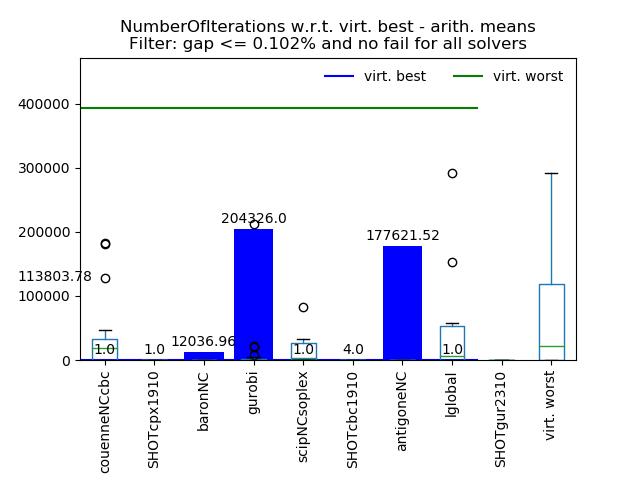 NumberOfIterations w.r.t. virt. best - arith. means
Filter: gap <= 0.102% and no fail for all solvers
virt. best
virt. worst
400000
300000
200000
100000
0
113803.78
1.0
1.0
12036.96
204326.0
1.0
4.0
177621.52
1.0
couenneNCcbc
SHOTcpx1910
baronNC
gurobi
scipNCsoplex
SHOTcbc1910
antigoneNC
lglobal
SHOTgur2310
virt. worst